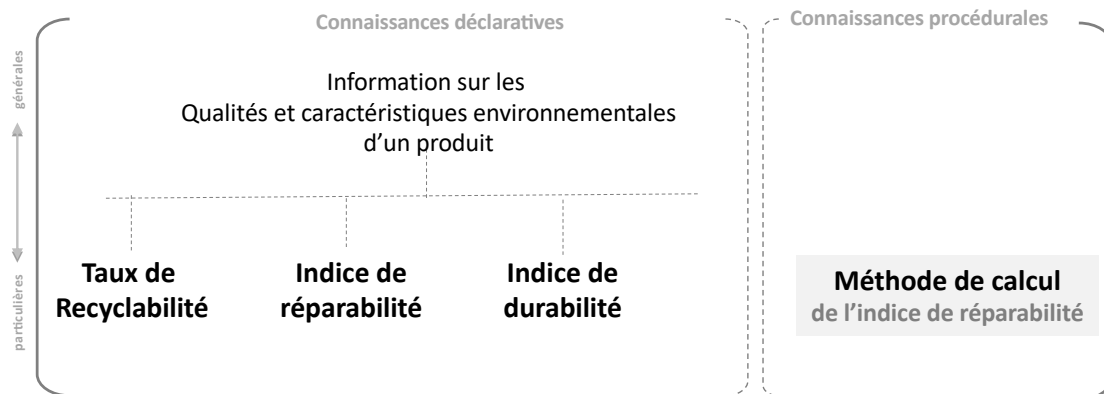 Connaissances déclaratives
Connaissances procédurales
générales
particulières
Information sur les
Qualités et caractéristiques environnementales
d'un produit
Taux de
Recyclabilité
Indice de
réparabilité
Indice de
durabilité
Méthode de calcul
de l'indice de réparabilité